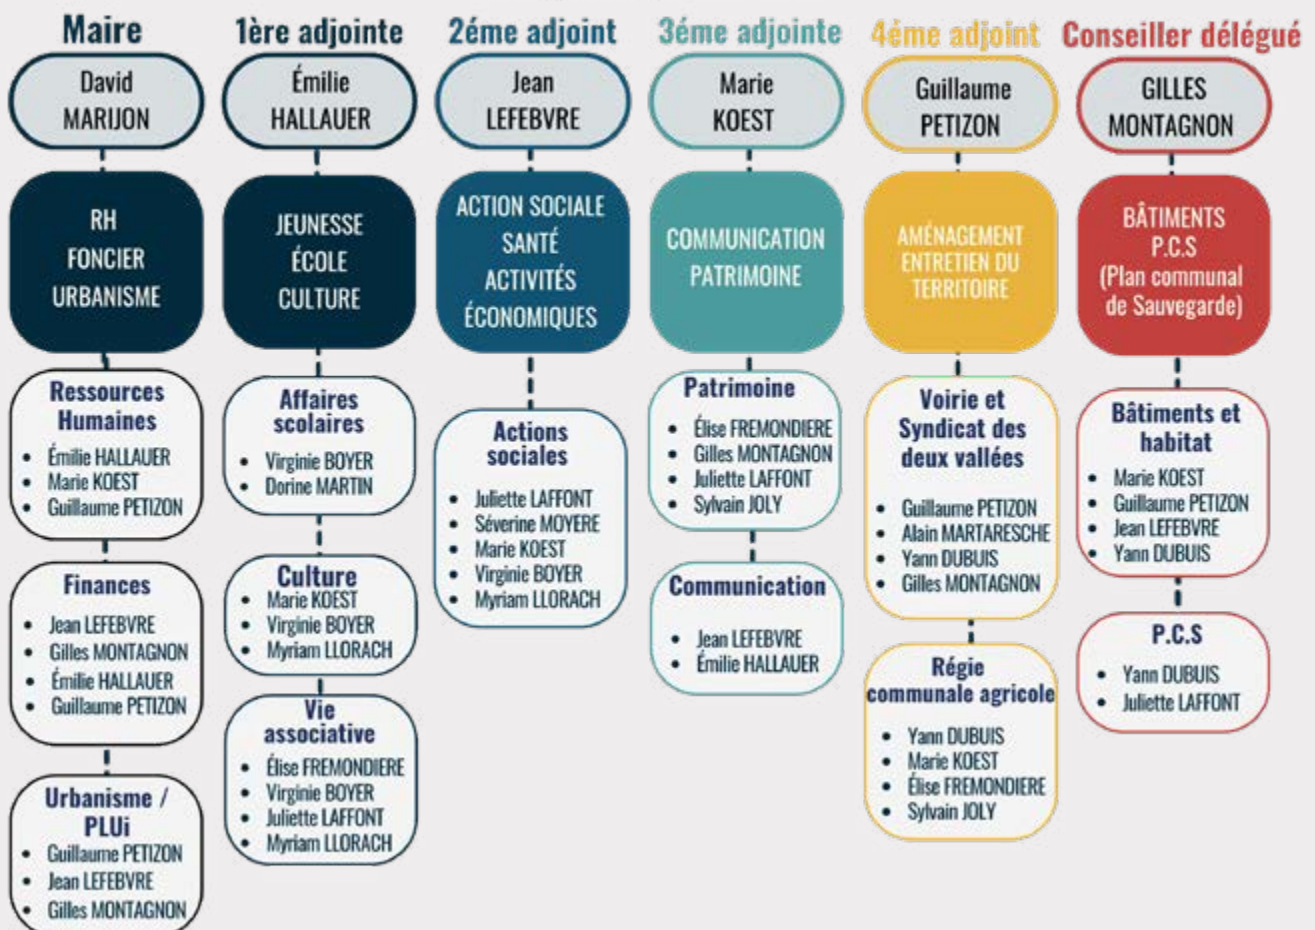 Maire
David
MARIJON
RH
FONCIER
URBANISME
Ressources
Humaines
• Émilie HALLAUER
• Marie KOEST
• Guillaume PETIZON
Finances
• Jean LEFEBVRE
• Gilles MONTAGNON
• Émilie HALLAUER
• Guillaume PETIZON
Urbanisme /
PLUi
• Guillaume PETIZON
• Jean LEFEBVRE
• Gilles MONTAGNON
1ère adjointe
Émilie
HALLAUER
JEUNESSE
ÉCOLE
CULTURE
Affaires
scolaires
• Virginie BOYER
• Dorine MARTIN
Culture
• Marie KOEST
• Virginie BOYER
• Myriam LLORACH
Vie
associative
• Élise FREMONDIERE
• Virginie BOYER
• Juliette LAFFONT
• Myriam LLORACH
2éme adjoint
Jean
LEFEBVRE
ACTION SOCIALE
SANTÉ
ACTIVITÉS
ÉCONOMIQUES
Actions
sociales
• Juliette LAFFONT
• Séverine MOYERE
• Marie KOEST
• Virginie BOYER
• Myriam LLORACH
3éme adjointe
Marie
KOEST
COMMUNICATION
PATRIMOINE
Patrimoine
• Élise FREMONDIERE
• Gilles MONTAGNON
• Juliette LAFFONT
• Sylvain JOLY
Communication
• Jean LEFEBVRE
• Émilie HALLAUER
4éme adjoint
Guillaume
PETIZON
AMÉNAGEMENT
ENTRETIEN DU
TERRITOIRE
Voirie et
Syndicat des
deux vallées
• Guillaume PETIZON
• Alain MARTARESCHE
• Yann DUBUIS
• Gilles MONTAGNON
Régie
communale agricole
• Yann DUBUIS
• Marie KOEST
• Élise FREMONDIERE
• Sylvain JOLY
Conseiller délégué
GILLES
MONTAGNON
BÂTIMENTS
P.C.S
(Plan communal
de Sauvegarde)
Bâtiments et
habitat
• Marie KOEST
• Guillaume PETIZON
• Jean LEFEBVRE
• Yann DUBUIS
P.C.S
• Yann DUBUIS
• Juliette LAFFONT